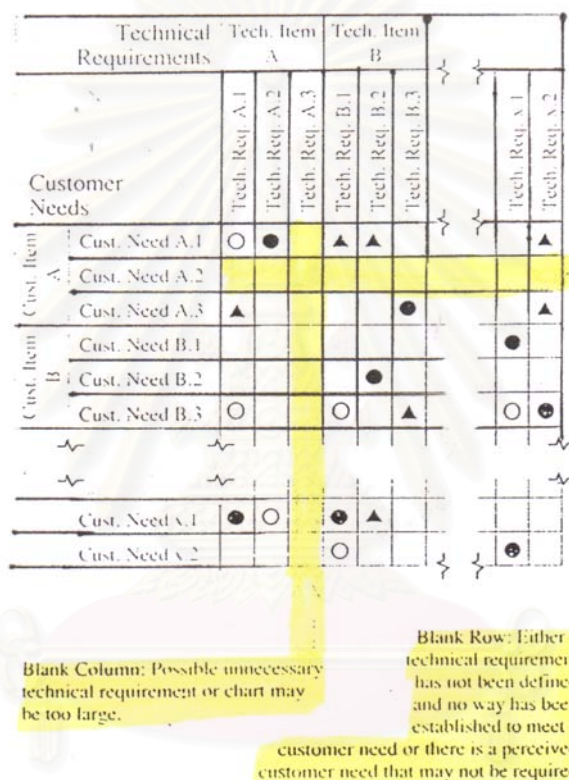 Technical Requirements
Tech. Item A
Tech. Item B
Tech. Req. A.1
Tech. Req. A.2
Tech. Req. A.3
Tech. Req. B.1
Tech. Req. B.2
Tech. Req. B.3
Tech. Req. x.1
Tech. Req. x.2
Customer Needs
Cust. Item A
Cust. Need A.1
Cust. Need A.2
Cust. Need A.3
Cust. Item B
Cust. Need B.1
Cust. Need B.2
Cust. Need B.3
Cust. Need x.1
Cust. Need x.2
Blank Column: Possible unnecessary
technical requirement or chart may
be too large.
Blank Row: Either
technical requiremen
has not been define
and no way has bee
established to meet
customer need or there is a perceive
customer need that may not be require